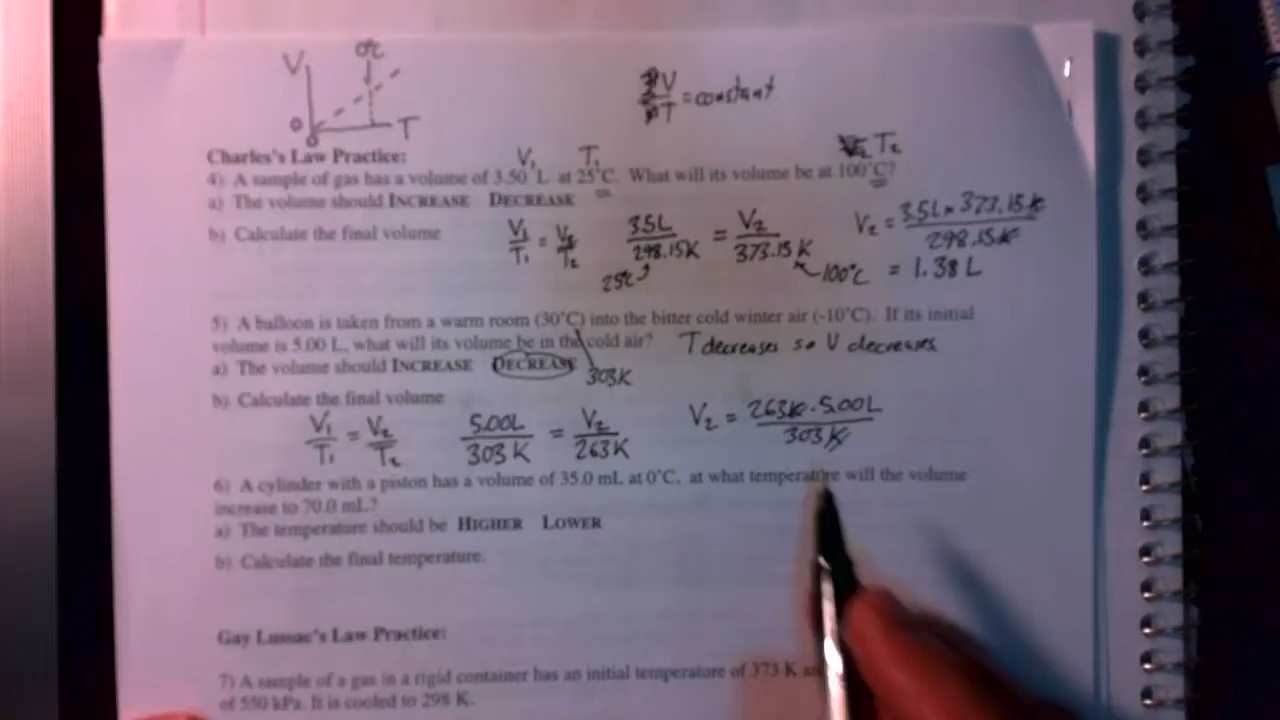 V 0°C
0 T
V/T = constant
V₁ T₁ T₂
Charles's Law Practice:
4) A sample of gas has a volume of 3.50 L at 25°C. What will its volume be at 100°C?
a) The volume should INCREASE DECREASE
b) Calculate the final volume
V₁/T₁ = V₂/T₂ 3.5L/298.15K = V₂/373.15K V₂ = 3.5L × 373.15K/298.15K
25°C 100°C = 1.38 L
5) A balloon is taken from a warm room (30°C) into the bitter cold winter air (-10°C). If its initial
volume is 5.00 L, what will its volume be in the cold air? T decreases so V decreases
a) The volume should INCREASE DECREASE 303K
b) Calculate the final volume
V₁/T₁ = V₂/T₂ 5.00L/303K = V₂/263K V₂ = 263K · 5.00L/303K
6) A cylinder with a piston has a volume of 35.0 mL at 0°C, at what temperature will the volume
increase to 70.0 mL?
a) The temperature should be HIGHER LOWER
b) Calculate the final temperature.
Gay Lussac's Law Practice:
7) A sample of a gas in a rigid container has an initial temperature of 373 K
of 550 kPa. It is cooled to 298 K.